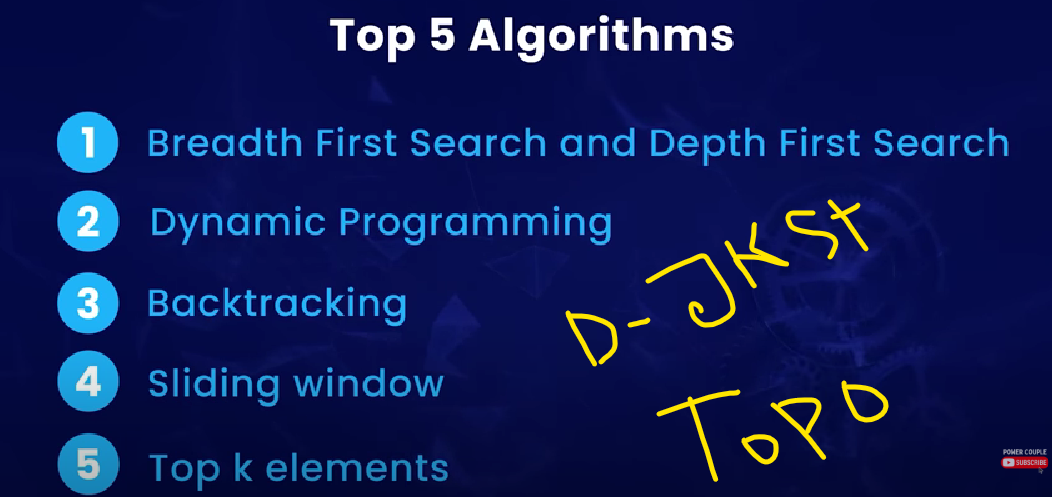 Top 5 Algorithms
1 Breadth First Search and Depth First Search
2 Dynamic Programming
3 Backtracking
4 Sliding window
5 Top k elements
D-JKSt
TOPO
POWER COUPLE
SUBSCRIBE